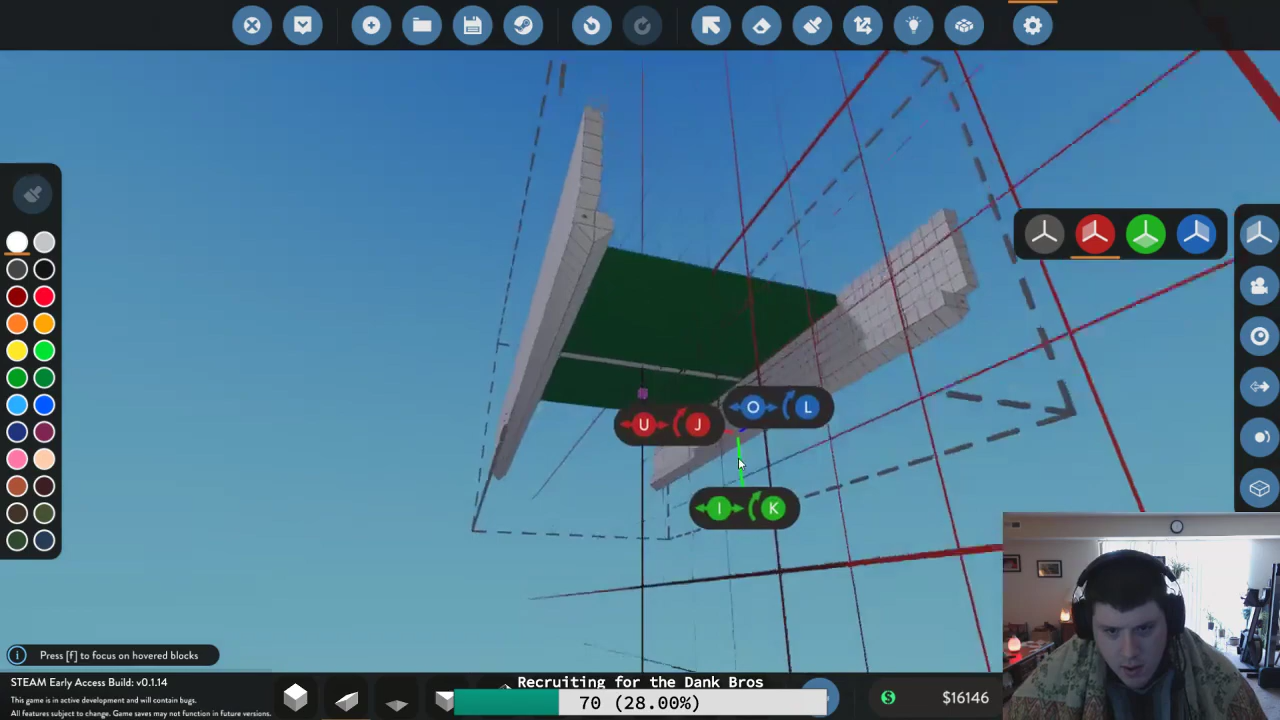 U J
O L
I K
Press [f] to focus on hovered blocks
STEAM Early Access Build: v0.1.14
This game is in active development and will contain bugs.
All features subject to change. Game saves may not function in future versions.
Recruiting for the Dank Bros
70 (28.00%)
$ $16146